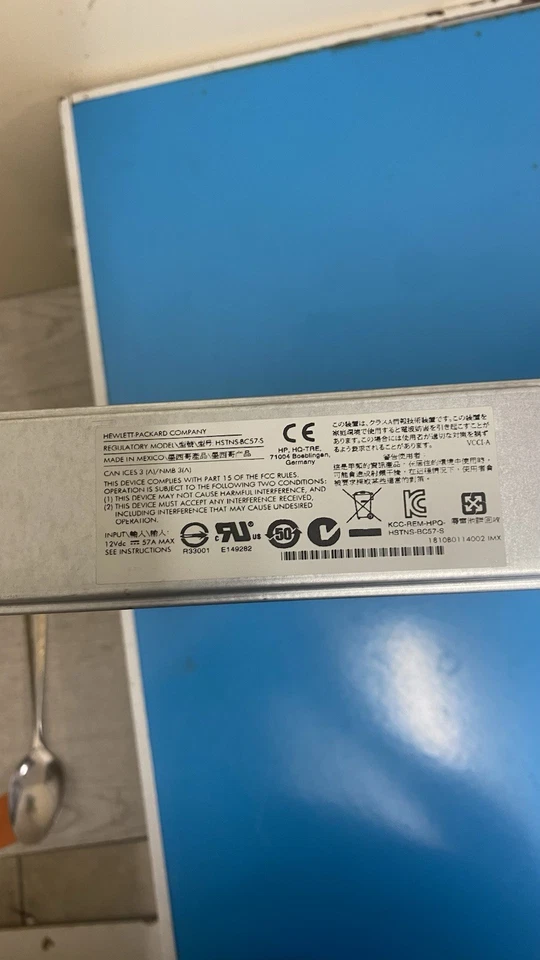 HEWLETT-PACKARD COMPANY
REGULATORY MODEL\型號\型号: HSTNS-BC57-S
MADE IN MEXICO\墨西哥產品\墨西哥产品
CAN ICES 3 (A)/NMB 3(A)
THIS DEVICE COMPLIES WITH PART 15 OF THE FCC RULES.
OPERATION IS SUBJECT TO THE FOLLOWING TWO CONDITIONS:
(1) THIS DEVICE MAY NOT CAUSE HARMFUL INTERFERENCE, AND
(2) THIS DEVICE MUST ACCEPT ANY INTERFERENCE RECEIVED,
INCLUDING INTERFERENCE THAT MAY CAUSE UNDESIRED
OPERATION.
INPUT\輸入\输入:
12Vdc 57A MAX
SEE INSTRUCTIONS
R33001
c RU US
E149282
50
CE
HP, HQ-TRE,
71004 Boeblingen,
Germany
この装置は、クラスA情報技術装置です。この装置を
家庭環境で使用すると電波妨害を引き起こすことが
あります。この場合には使用者が適切な対策を講ず
るよう要求されることがあります。 VCCI-A
警告使用者:
這是甲類的資訊產品，在居住的環境中使用時，
可能會造成射頻干擾，在這種情況下，使用者會
被要求採取某些適當的對策。
KCC-REM-HPQ-
HSTNS-BC57-S
廢電池請回收
1810B0114002 IMX